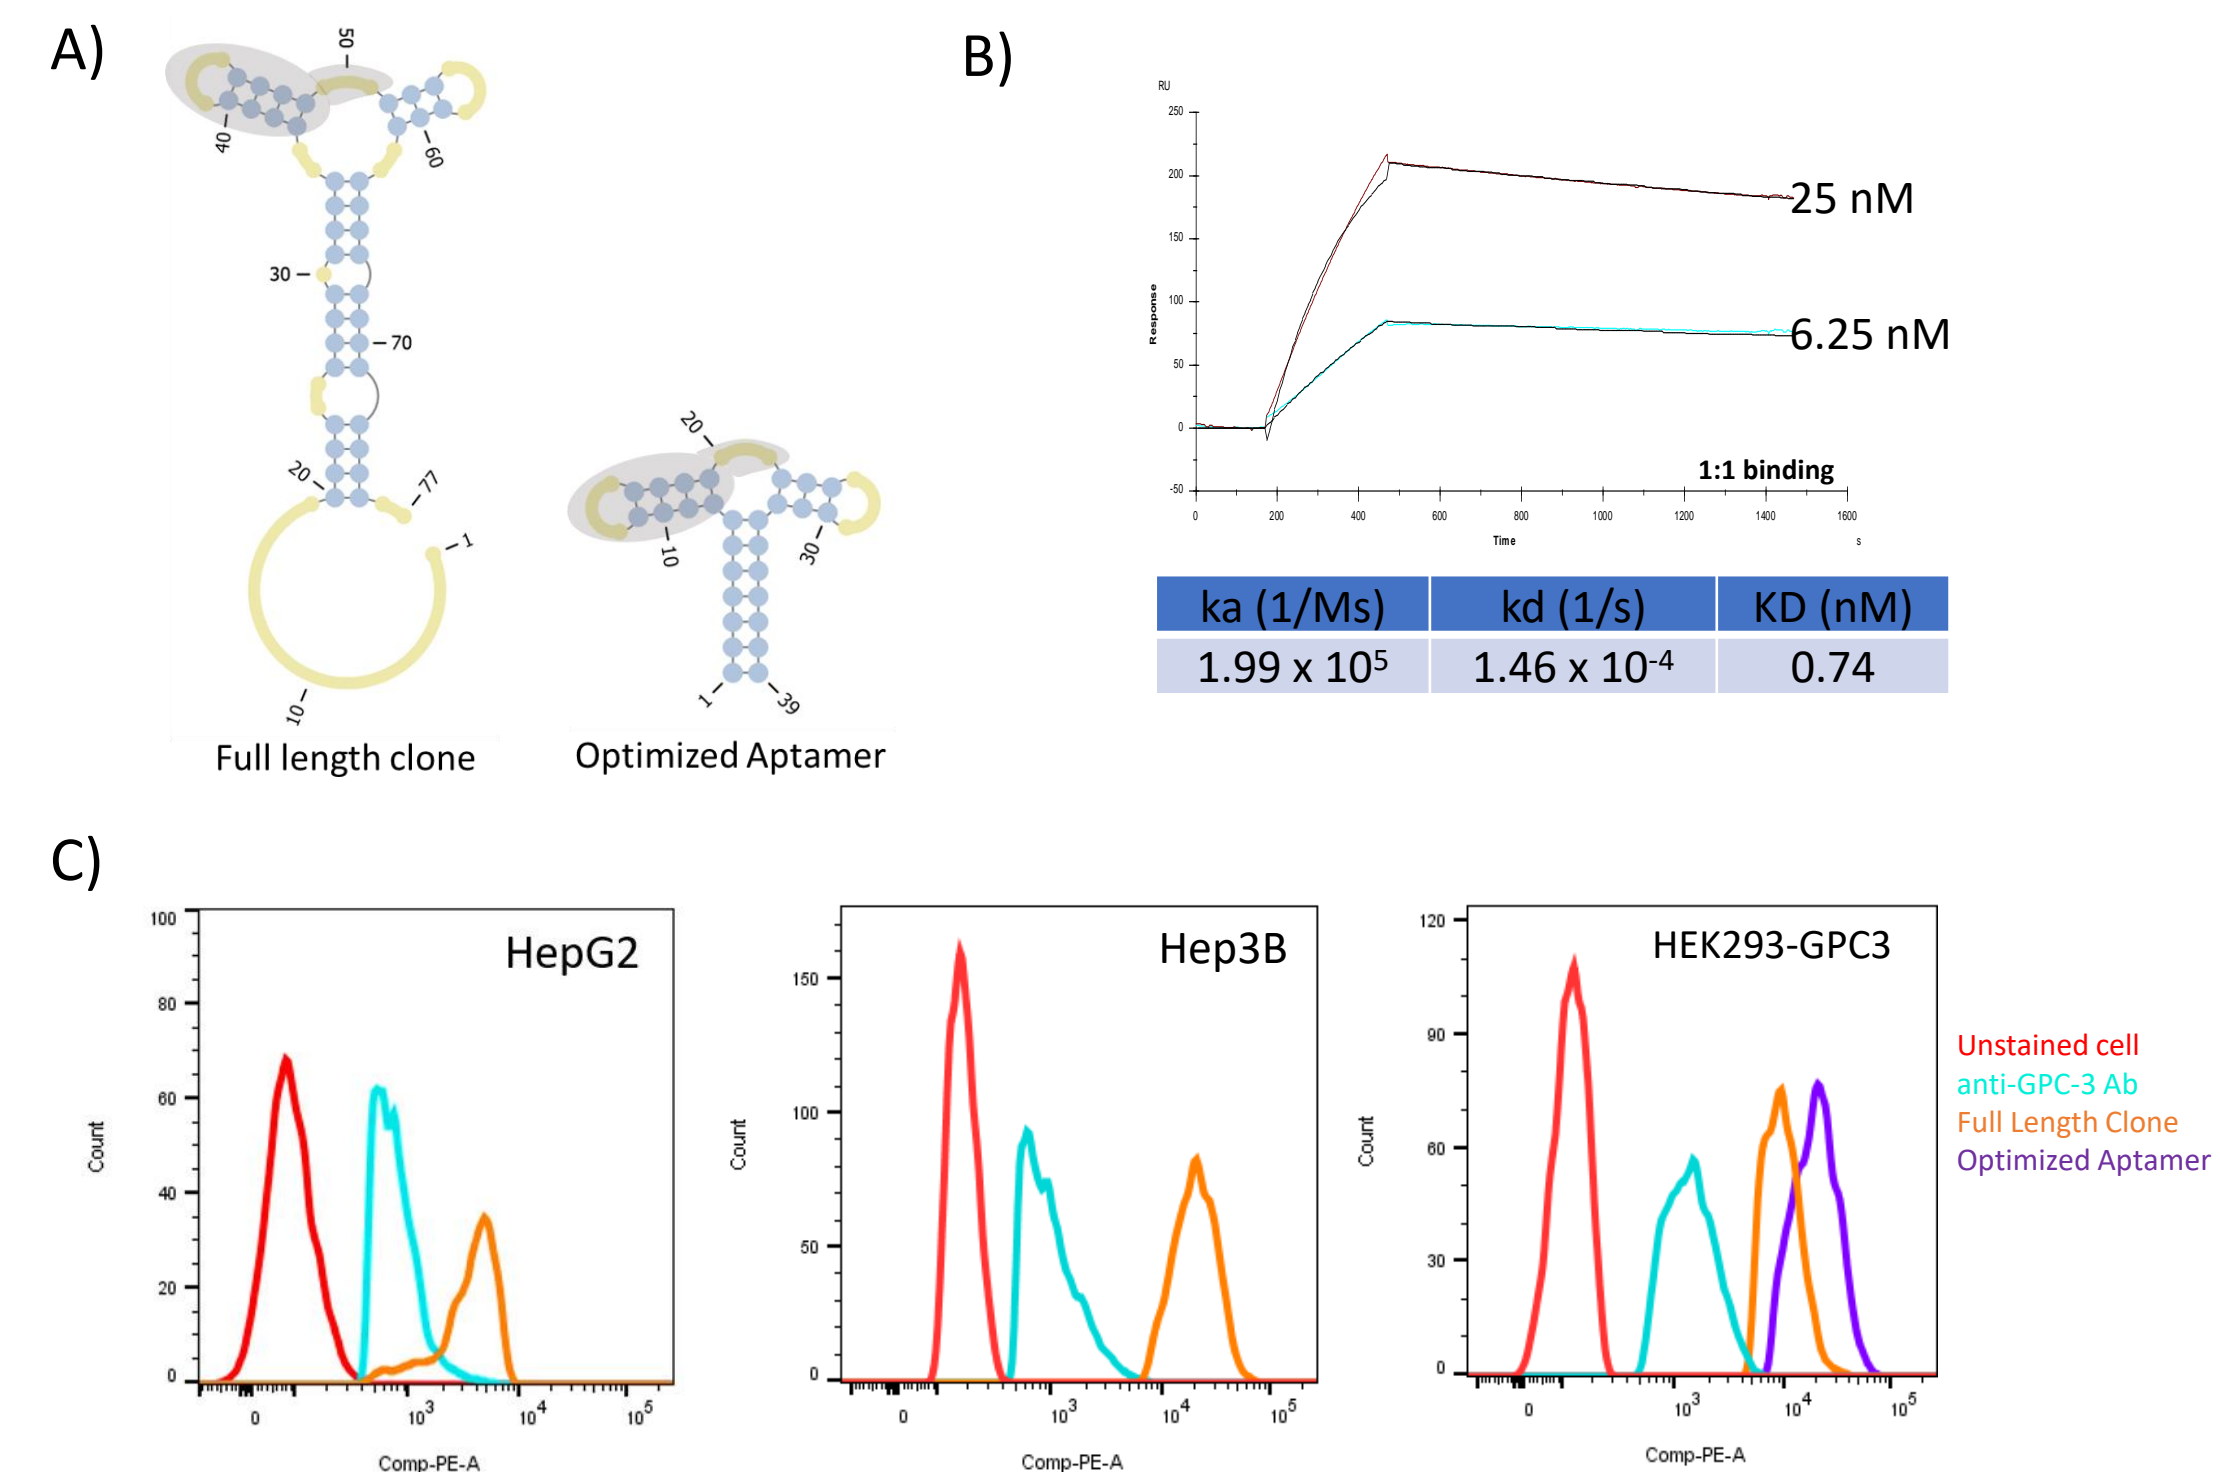 A)
50
40
60
30
70
20
77
1
10
Full length clone
20
10
30
1
39
Optimized Aptamer
B)
RU
250
200
150
100
50
0
-50
Response
25 nM
6.25 nM
1:1 binding
0 200 400 600 800 1000 1200 1400 1600
Time
s
ka (1/Ms) kd (1/s) KD (nM)
1.99 x 10⁵ 1.46 x 10⁻⁴ 0.74
C)
HepG2
100
80
60
40
20
0
Count
0 10³ 10⁴ 10⁵
Comp-PE-A
Hep3B
150
100
50
0
Count
0 10³ 10⁴ 10⁵
Comp-PE-A
HEK293-GPC3
120
90
60
30
0
Count
0 10³ 10⁴ 10⁵
Comp-PE-A
Unstained cell
anti-GPC-3 Ab
Full Length Clone
Optimized Aptamer